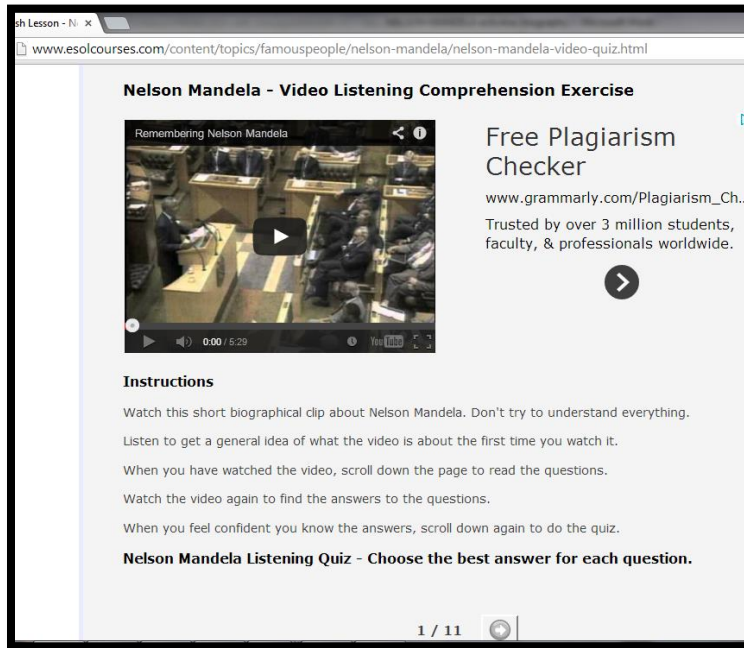 sh Lesson - N
www.esolcourses.com/content/topics/famouspeople/nelson-mandela/nelson-mandela-video-quiz.html
Nelson Mandela - Video Listening Comprehension Exercise
Remembering Nelson Mandela
0:00 / 5:29
YouTube
Free Plagiarism
Checker
www.grammarly.com/Plagiarism_Ch...
Trusted by over 3 million students,
faculty, & professionals worldwide.
Instructions
Watch this short biographical clip about Nelson Mandela. Don't try to understand everything.
Listen to get a general idea of what the video is about the first time you watch it.
When you have watched the video, scroll down the page to read the questions.
Watch the video again to find the answers to the questions.
When you feel confident you know the answers, scroll down again to do the quiz.
Nelson Mandela Listening Quiz - Choose the best answer for each question.
1 / 11